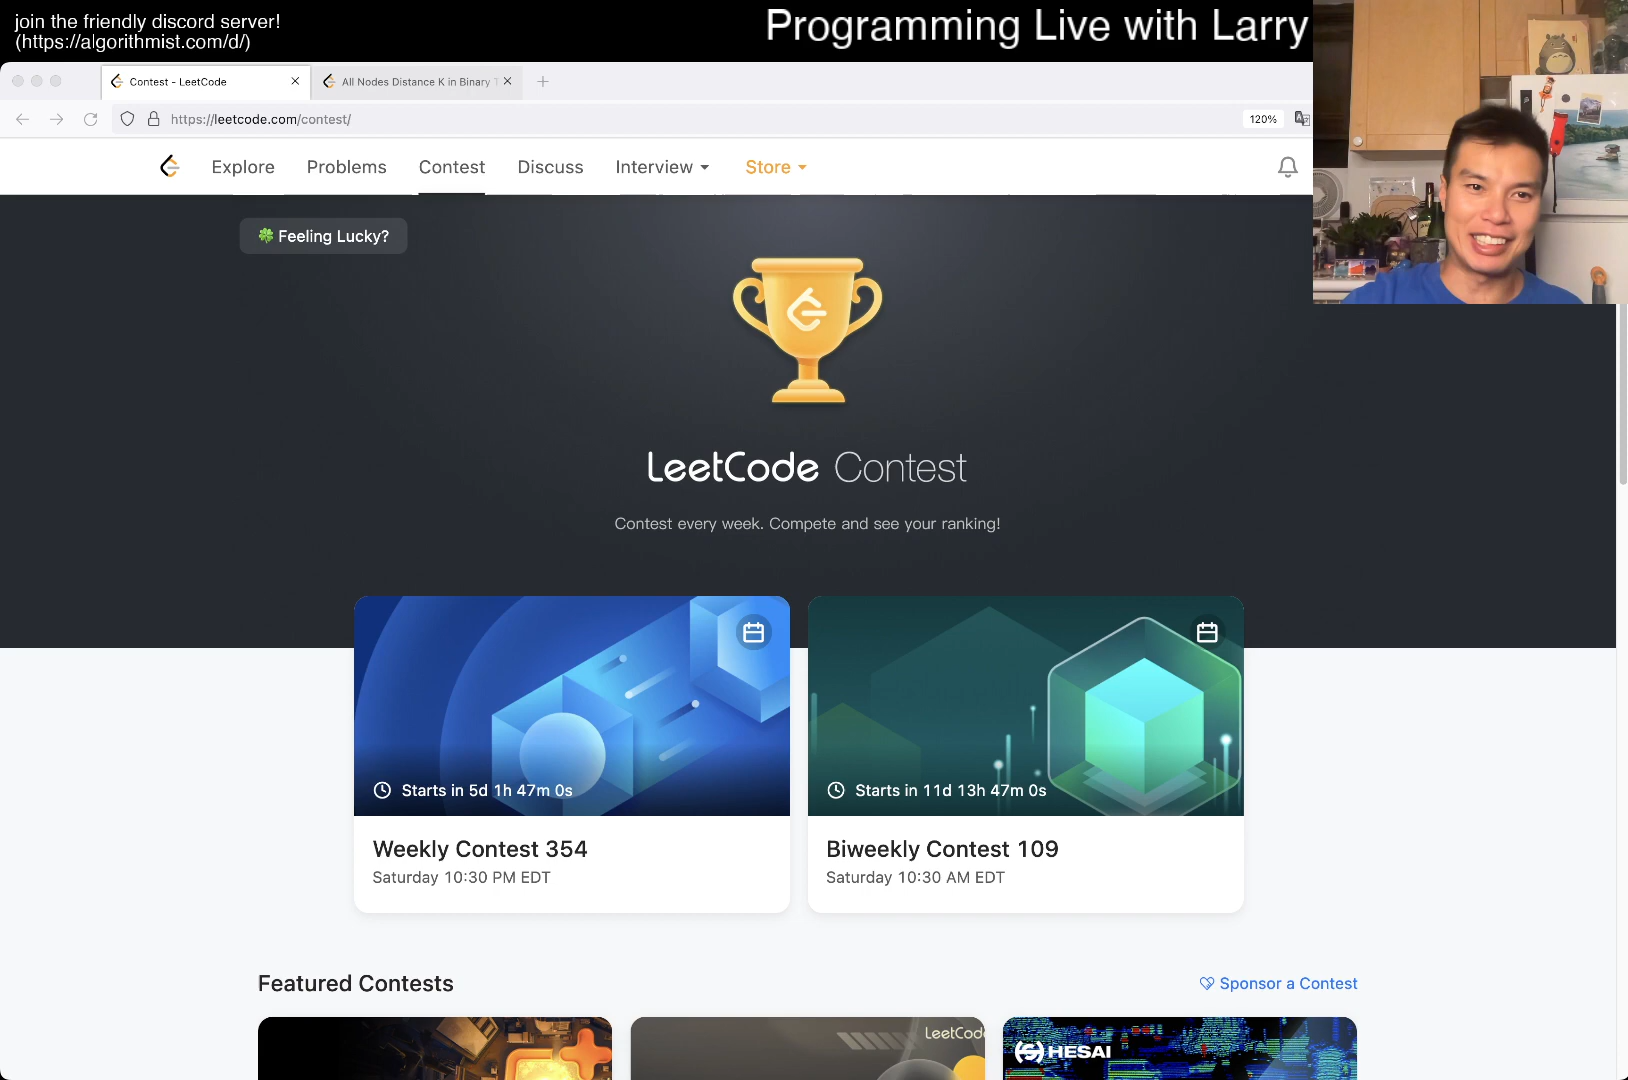 join the friendly discord server!
(https://algorithmist.com/d/)
Programming Live with Larry
Contest - LeetCode
All Nodes Distance K in Binary
https://leetcode.com/contest/
120%
Explore
Problems
Contest
Discuss
Interview
Store
Feeling Lucky?
LeetCode Contest
Contest every week. Compete and see your ranking!
Starts in 5d 1h 47m 0s
Starts in 11d 13h 47m 0s
Weekly Contest 354
Saturday 10:30 PM EDT
Biweekly Contest 109
Saturday 10:30 AM EDT
Featured Contests
Sponsor a Contest
LeetCode
HESAI